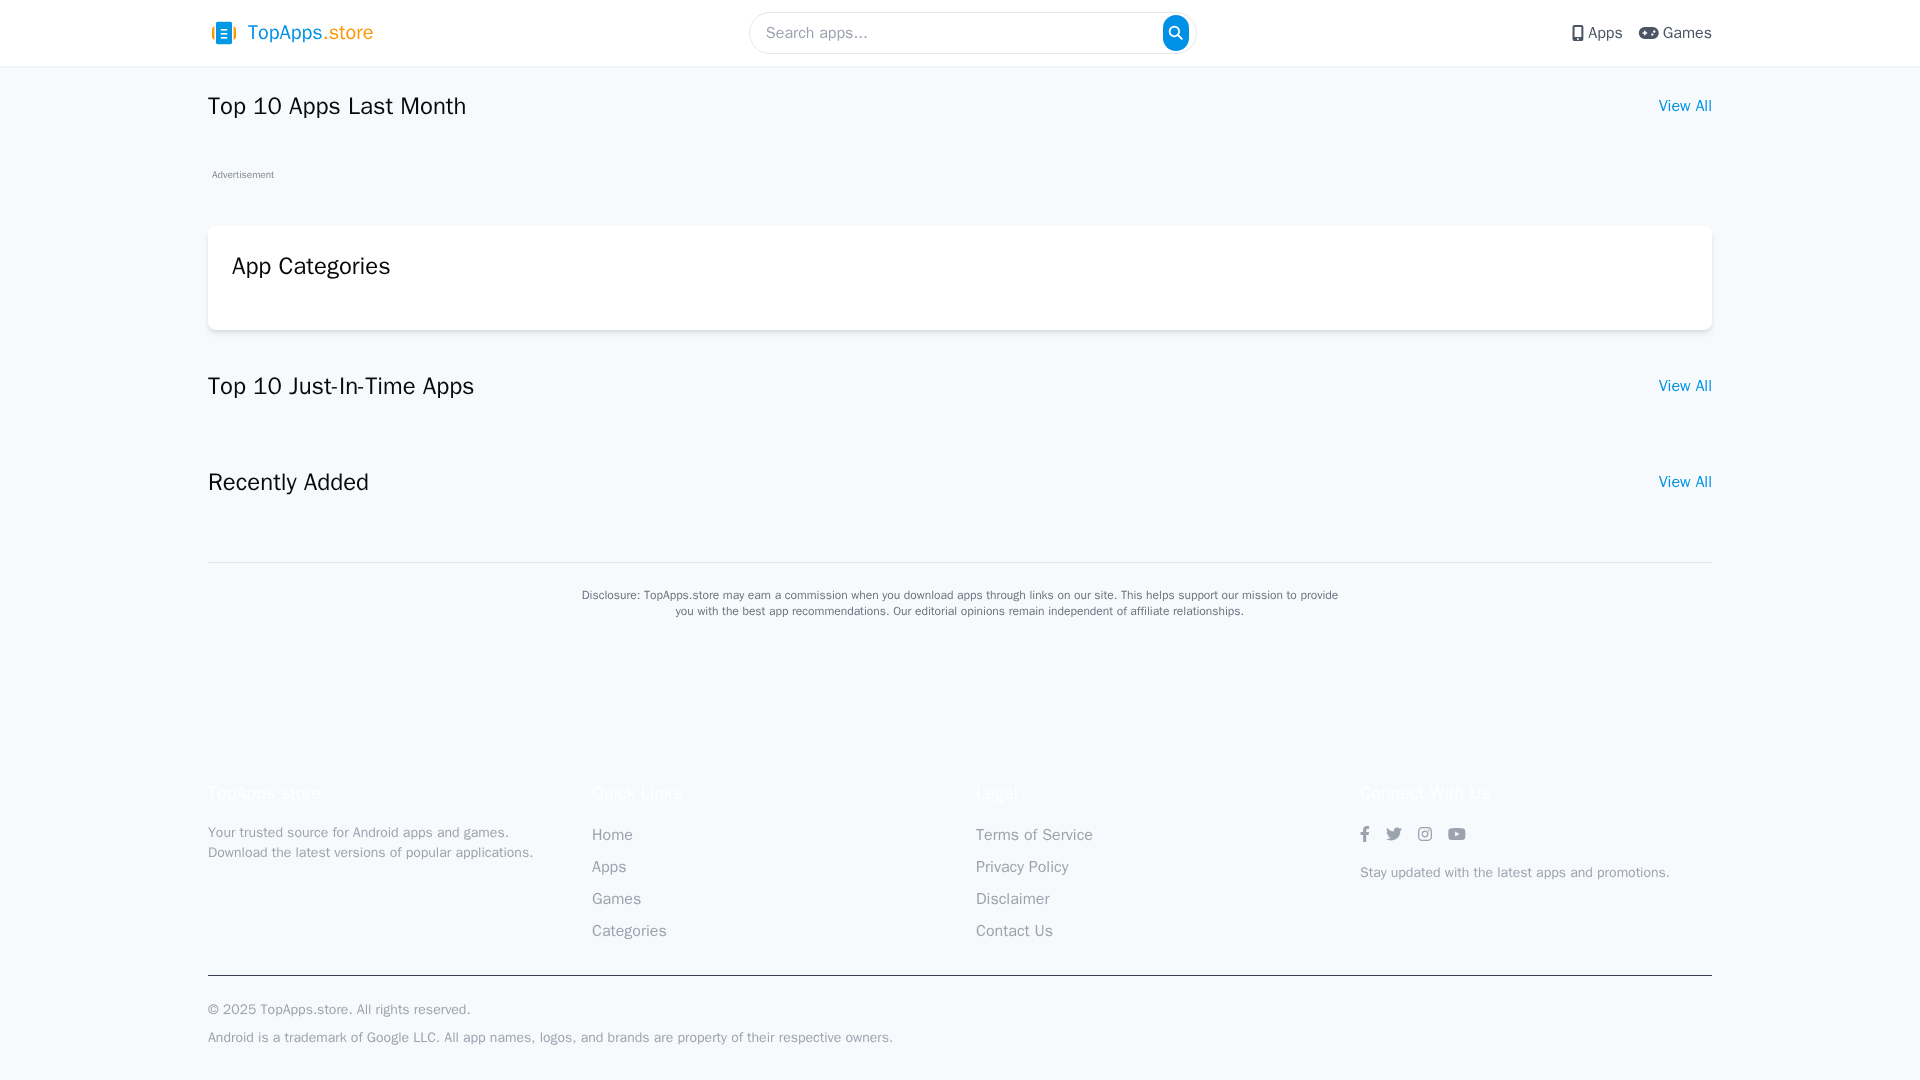 TopApps.store
Search apps...
Apps
Games
Top 10 Apps Last Month
View All
Advertisement
App Categories
Top 10 Just-In-Time Apps
View All
Recently Added
View All
Disclosure: TopApps.store may earn a commission when you download apps through links on our site. This helps support our mission to provide
you with the best app recommendations. Our editorial opinions remain independent of affiliate relationships.
TopApps.store
Your trusted source for Android apps and games.
Download the latest versions of popular applications.
Quick Links
Home
Apps
Games
Categories
Legal
Terms of Service
Privacy Policy
Disclaimer
Contact Us
Connect With Us
Stay updated with the latest apps and promotions.
© 2025 TopApps.store. All rights reserved.
Android is a trademark of Google LLC. All app names, logos, and brands are property of their respective owners.